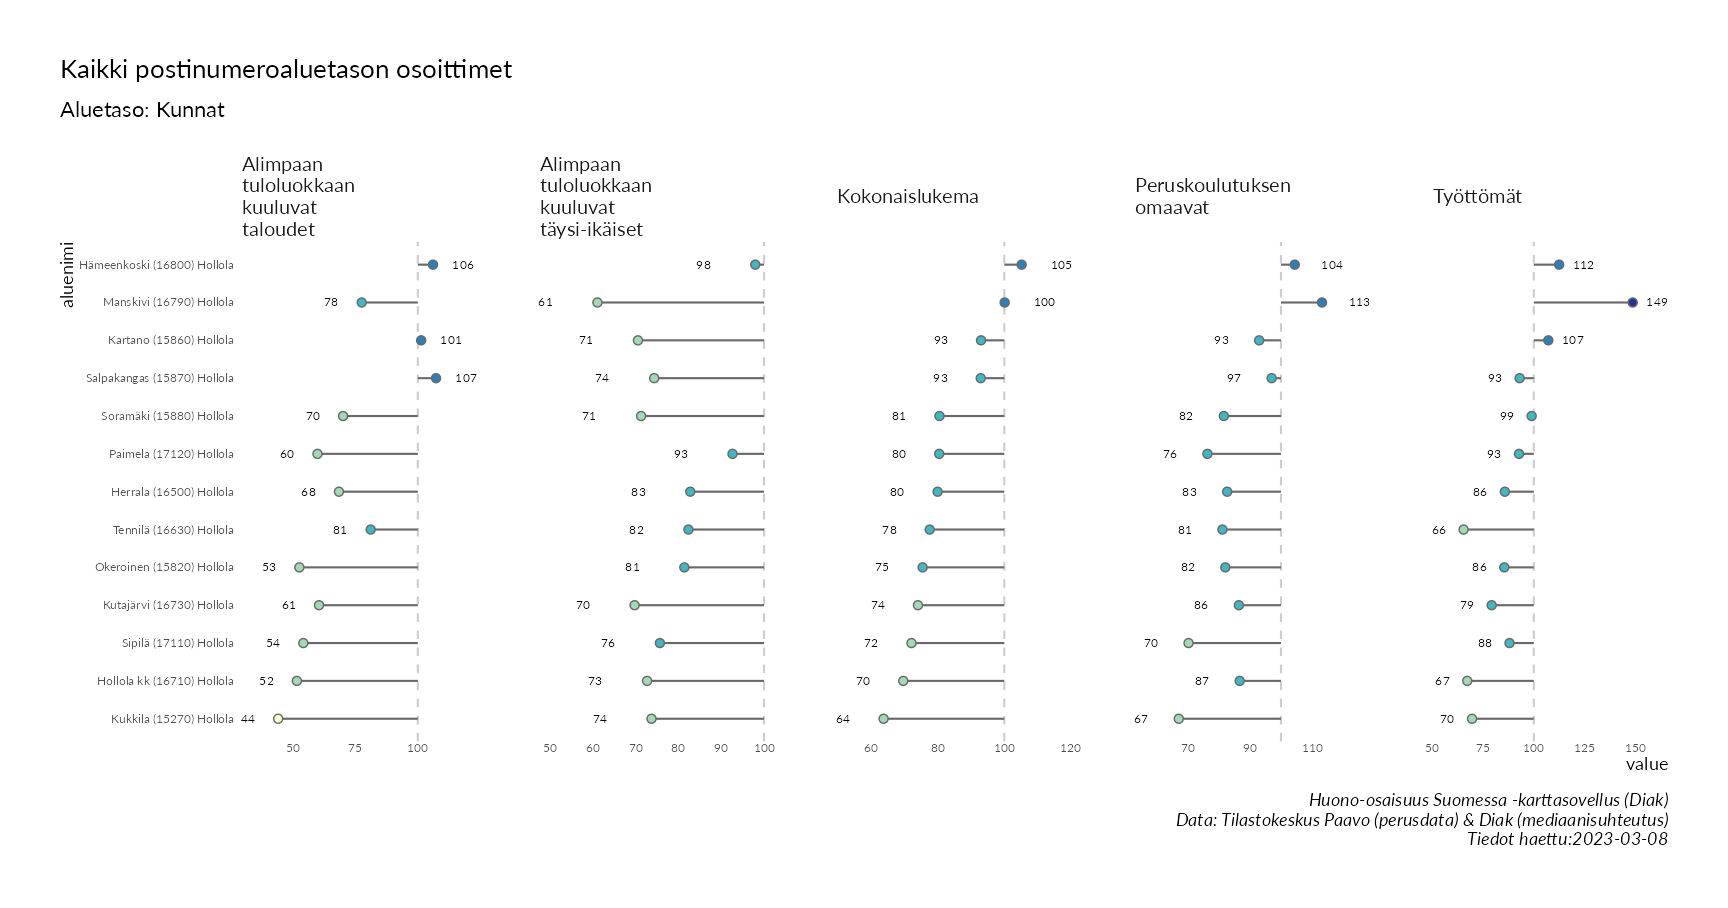 Kaikki postinumeroaluetason osoittimet
Aluetaso: Kunnat
Alimpaan
tuloluokkaan
kuuluvat
taloudet
Alimpaan
tuloluokkaan
kuuluvat
täysi-ikäiset
Kokonaislukema
Peruskoulutuksen
omaavat
Työttömät
aluenimi
Hämeenkoski (16800) Hollola 106 98 105 104 112
Manskivi (16790) Hollola 78 61 100 113 149
Kartano (15860) Hollola 101 71 93 93 107
Salpakangas (15870) Hollola 107 74 93 97 93
Soramäki (15880) Hollola 70 71 81 82 99
Paimela (17120) Hollola 60 93 80 76 93
Herrala (16500) Hollola 68 83 80 83 86
Tennilä (16630) Hollola 81 82 78 81 66
Okeroinen (15820) Hollola 53 81 75 82 86
Kutajärvi (16730) Hollola 61 70 74 86 79
Sipilä (17110) Hollola 54 76 72 70 88
Hollola kk (16710) Hollola 52 73 70 87 67
Kukkila (15270) Hollola 44 74 64 67 70
50 75 100 50 60 70 80 90 100 60 80 100 120 70 90 110 50 75 100 125 150
value
Huono-osaisuus Suomessa -karttasovellus (Diak)
Data: Tilastokeskus Paavo (perusdata) & Diak (mediaanisuhteutus)
Tiedot haettu:2023-03-08